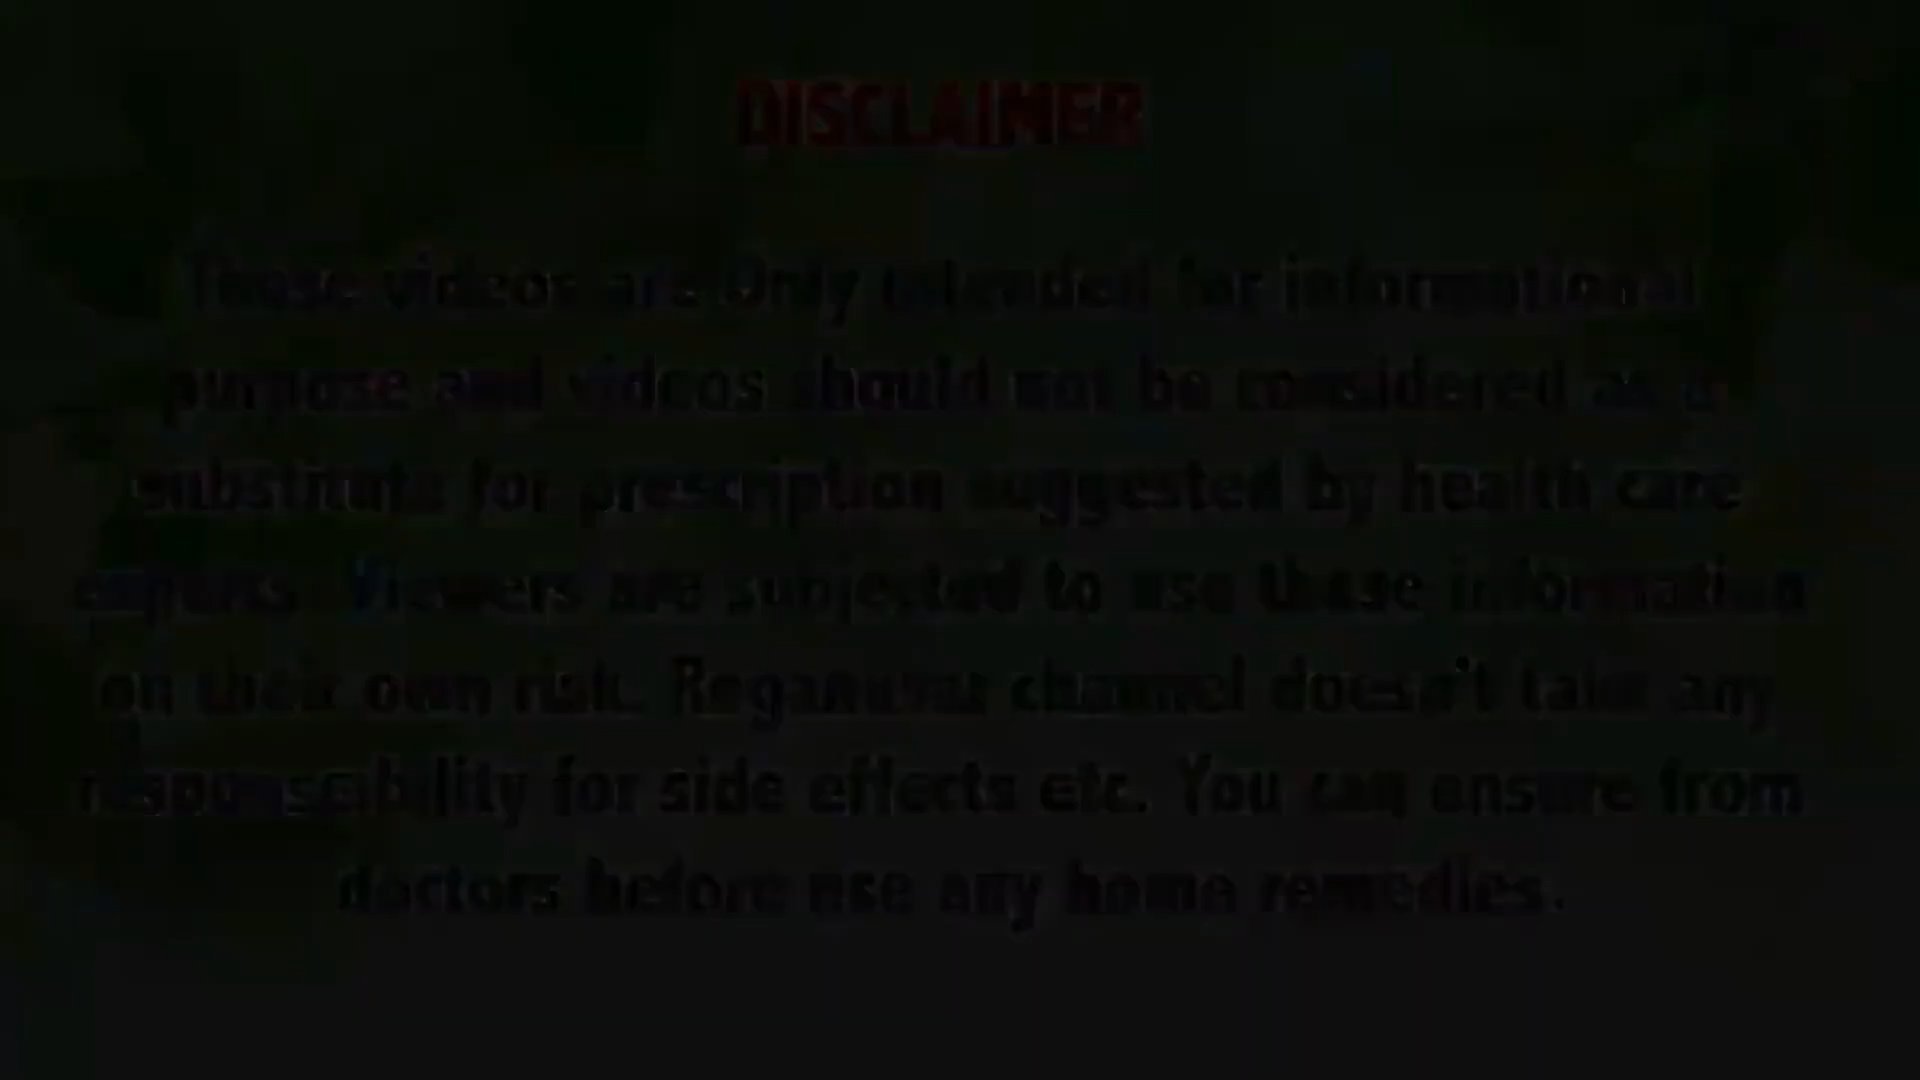 DISCLAIMER
These videos are Only intended for informational
purpose and videos should not be considered as a
substitute for prescription suggested by health care
experts. Viewers are subjected to use these information
on their own risk. channel doesn't take any
responsibility for side effects etc. You can ensure from
doctors before use any home remedies.